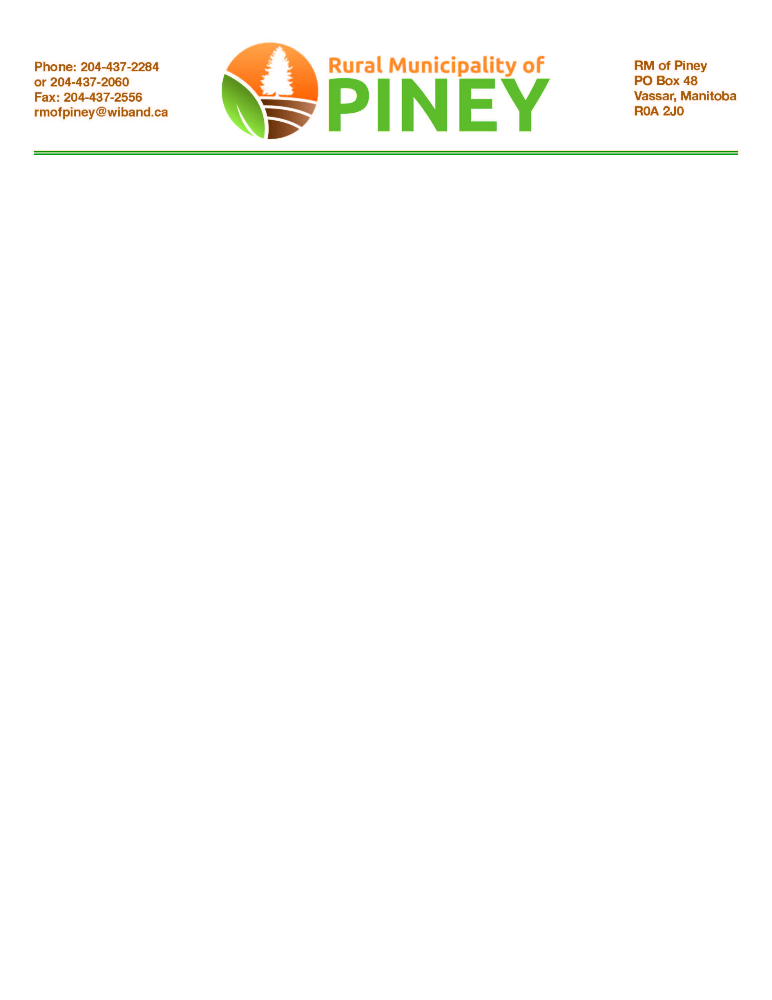 Phone: 204-437-2284
or 204-437-2060
Fax: 204-437-2556
rmofpiney@wiband.ca
Rural Municipality of
PINEY
RM of Piney
PO Box 48
Vassar, Manitoba
R0A 2J0